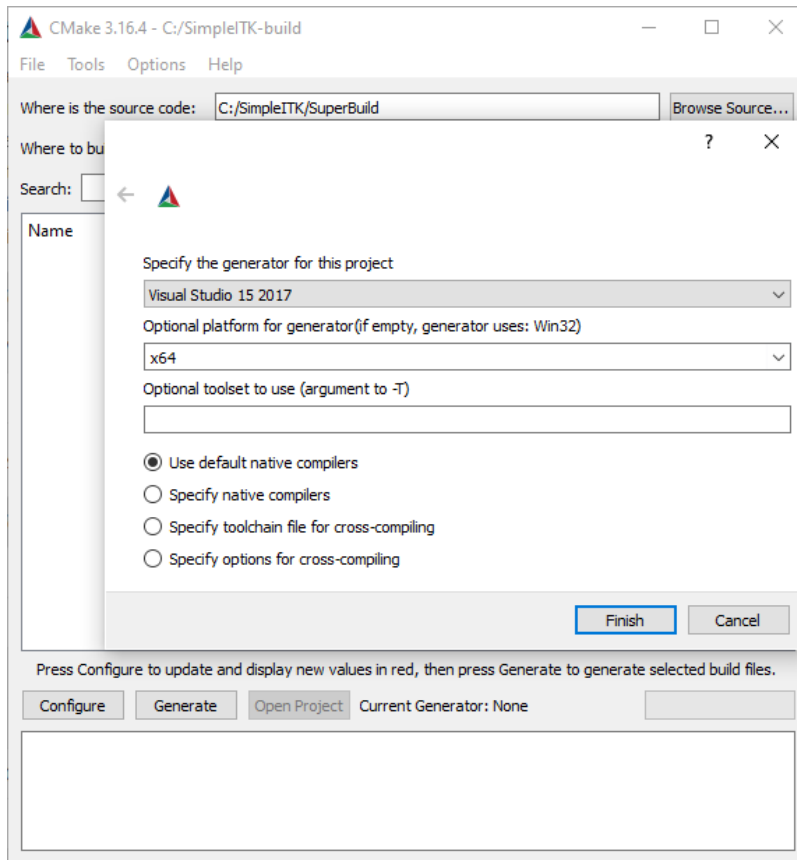 CMake 3.16.4 - C:/SimpleITK-build
File Tools Options Help
Where is the source code: C:/SimpleITK/SuperBuild Browse Source...
Where to bu
?
Search:
Name
Specify the generator for this project
Visual Studio 15 2017
Optional platform for generator(if empty, generator uses: Win32)
x64
Optional toolset to use (argument to -T)
Use default native compilers
Specify native compilers
Specify toolchain file for cross-compiling
Specify options for cross-compiling
Finish Cancel
Press Configure to update and display new values in red, then press Generate to generate selected build files.
Configure Generate Open Project Current Generator: None